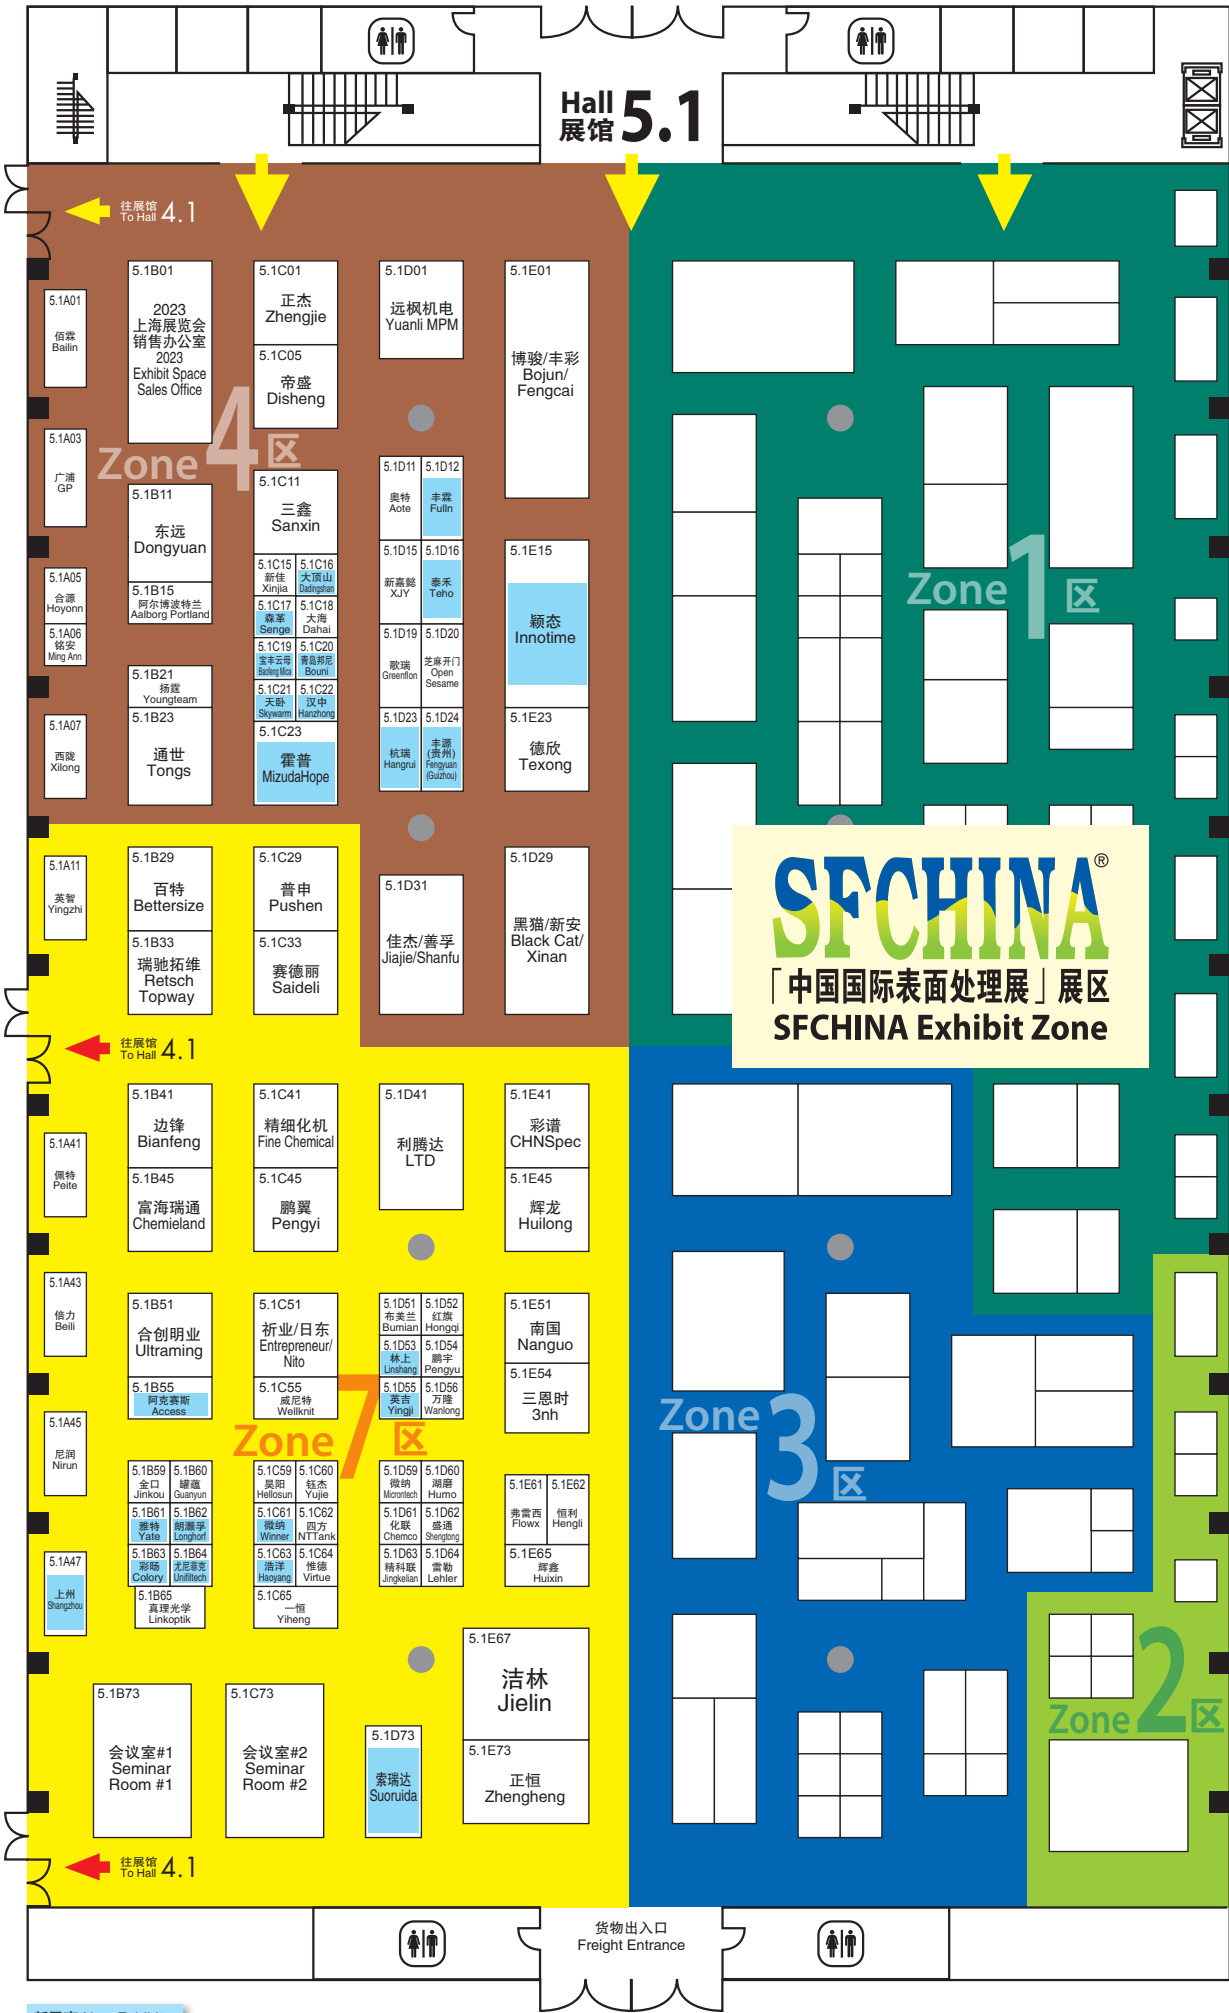 Hall
展馆 5.1
往展馆
To Hall 4.1
5.1A01
佰霖
Bailin
5.1B01
2023
上海展览会
销售办公室
2023
Exhibit Space
Sales Office
5.1C01
正杰
Zhengjie
5.1C05
帝盛
Disheng
5.1D01
远枫机电
Yuanli MPM
5.1E01
博骏/丰彩
Bojun/
Fengcai
5.1A03
广浦
GP
Zone 4 区
5.1B11
东远
Dongyuan
5.1B15
阿尔博波特兰
Aalborg Portland
5.1C11
三鑫
Sanxin
5.1D11
奥特
Aote
5.1D12
丰霖
Fulln
5.1C15
新佳
Xinjia
5.1C16
大顶山
Dadingshan
5.1D15
新嘉懿
XJY
5.1D16
泰禾
Teho
5.1E15
颖态
Innotime
Zone 1 区
5.1A05
合源
Hoyonn
5.1A06
铭安
Ming Ann
5.1C17
森革
Senge
5.1C18
大海
Dahai
5.1C19
宝丰云母
Baofeng Mica
5.1C20
青岛邦尼
Bouni
5.1D19
歌瑞
Greenflon
5.1D20
芝麻开门
Open
Sesame
5.1B21
扬霆
Youngteam
5.1B23
通世
Tongs
5.1C21
天卧
Skywarm
5.1C22
汉中
Hanzhong
5.1A07
西陇
Xilong
5.1C23
霍普
MizudaHope
5.1D23
杭瑞
Hangrui
5.1D24
丰源
(贵州)
Fengyuan
(Guizhou)
5.1E23
德欣
Texong
5.1A11
英智
Yingzhi
5.1B29
百特
Bettersize
5.1B33
瑞驰拓维
Retsch
Topway
5.1C29
普申
Pushen
5.1C33
赛德丽
Saideli
5.1D31
佳杰/善孚
Jiajie/Shanfu
5.1D29
黑猫/新安
Black Cat/
Xinan
SFCHINA®
「中国国际表面处理展」展区
SFCHINA Exhibit Zone
往展馆
To Hall 4.1
5.1A41
佩特
Peite
5.1B41
边锋
Bianfeng
5.1B45
富海瑞通
Chemieland
5.1C41
精细化机
Fine Chemical
5.1C45
鹏翼
Pengyi
5.1D41
利腾达
LTD
5.1E41
彩谱
CHNSpec
5.1E45
辉龙
Huilong
5.1A43
倍力
Beili
5.1B51
合创明业
Ultraming
5.1B55
阿克赛斯
Access
5.1C51
祈业/日东
Entrepreneur/
Nito
5.1C55
威尼特
Wellknit
5.1D51
布美兰
Bumian
5.1D52
红旗
Hongqi
5.1D53
林上
Linshang
5.1D54
鹏宇
Pengyu
5.1D55
英吉
Yingji
5.1D56
万隆
Wanlong
5.1E51
南国
Nanguo
5.1E54
三恩时
3nh
Zone 7 区
Zone 3 区
5.1A45
尼润
Nirun
5.1B59
金口
Jinkou
5.1B60
罐蕴
Guanyun
5.1B61
雅特
Yate
5.1B62
朗灏孚
Longhorf
5.1B63
彩旸
Colory
5.1B64
尤尼菲克
Unifiltech
5.1B65
真理光学
Linkoptik
5.1C59
昊阳
Hellosun
5.1C60
钰杰
Yujie
5.1C61
微纳
Winner
5.1C62
四方
NTTank
5.1C63
浩洋
Haoyang
5.1C64
惟德
Virtue
5.1C65
一恒
Yiheng
5.1D59
微纳
Microntech
5.1D60
湖磨
Humo
5.1D61
化联
Chemco
5.1D62
盛通
Shengtong
5.1D63
精科联
Jingkelian
5.1D64
雷勒
Lehler
5.1E61
弗雷西
Flowx
5.1E62
恒利
Hengli
5.1E65
辉鑫
Huixin
5.1A47
上州
Shangzhou
5.1B73
会议室#1
Seminar
Room #1
5.1C73
会议室#2
Seminar
Room #2
5.1D73
索瑞达
Suoruida
5.1E67
洁林
Jielin
5.1E73
正恒
Zhengheng
Zone 2 区
往展馆
To Hall 4.1
货物出入口
Freight Entrance